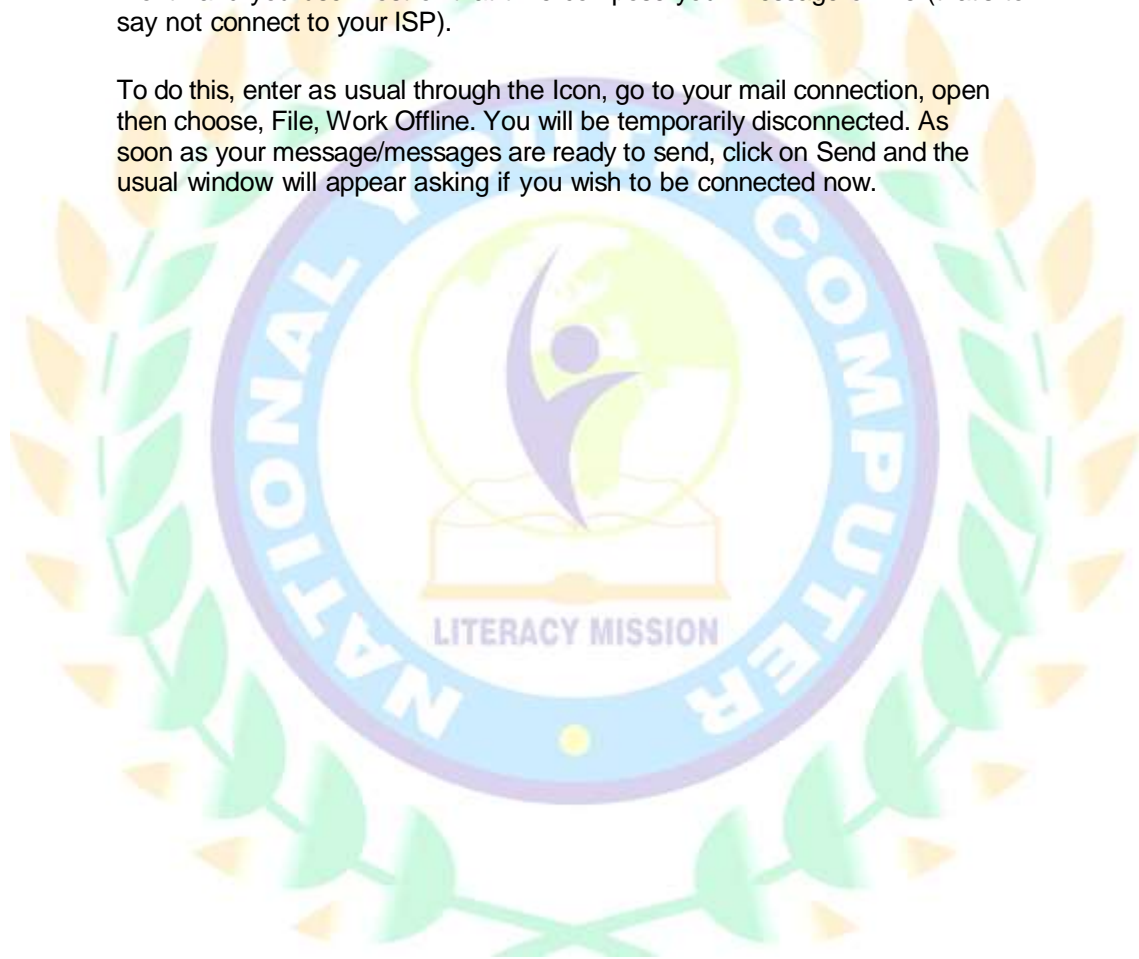 say not connect to your ISP).
To do this, enter as usual through the Icon, go to your mail connection, open
then choose, File, Work Offline. You will be temporarily disconnected. As
soon as your message/messages are ready to send, click on Send and the
usual window will appear asking if you wish to be connected now.
NATIONAL YOUTH COMPUTER
LITERACY MISSION